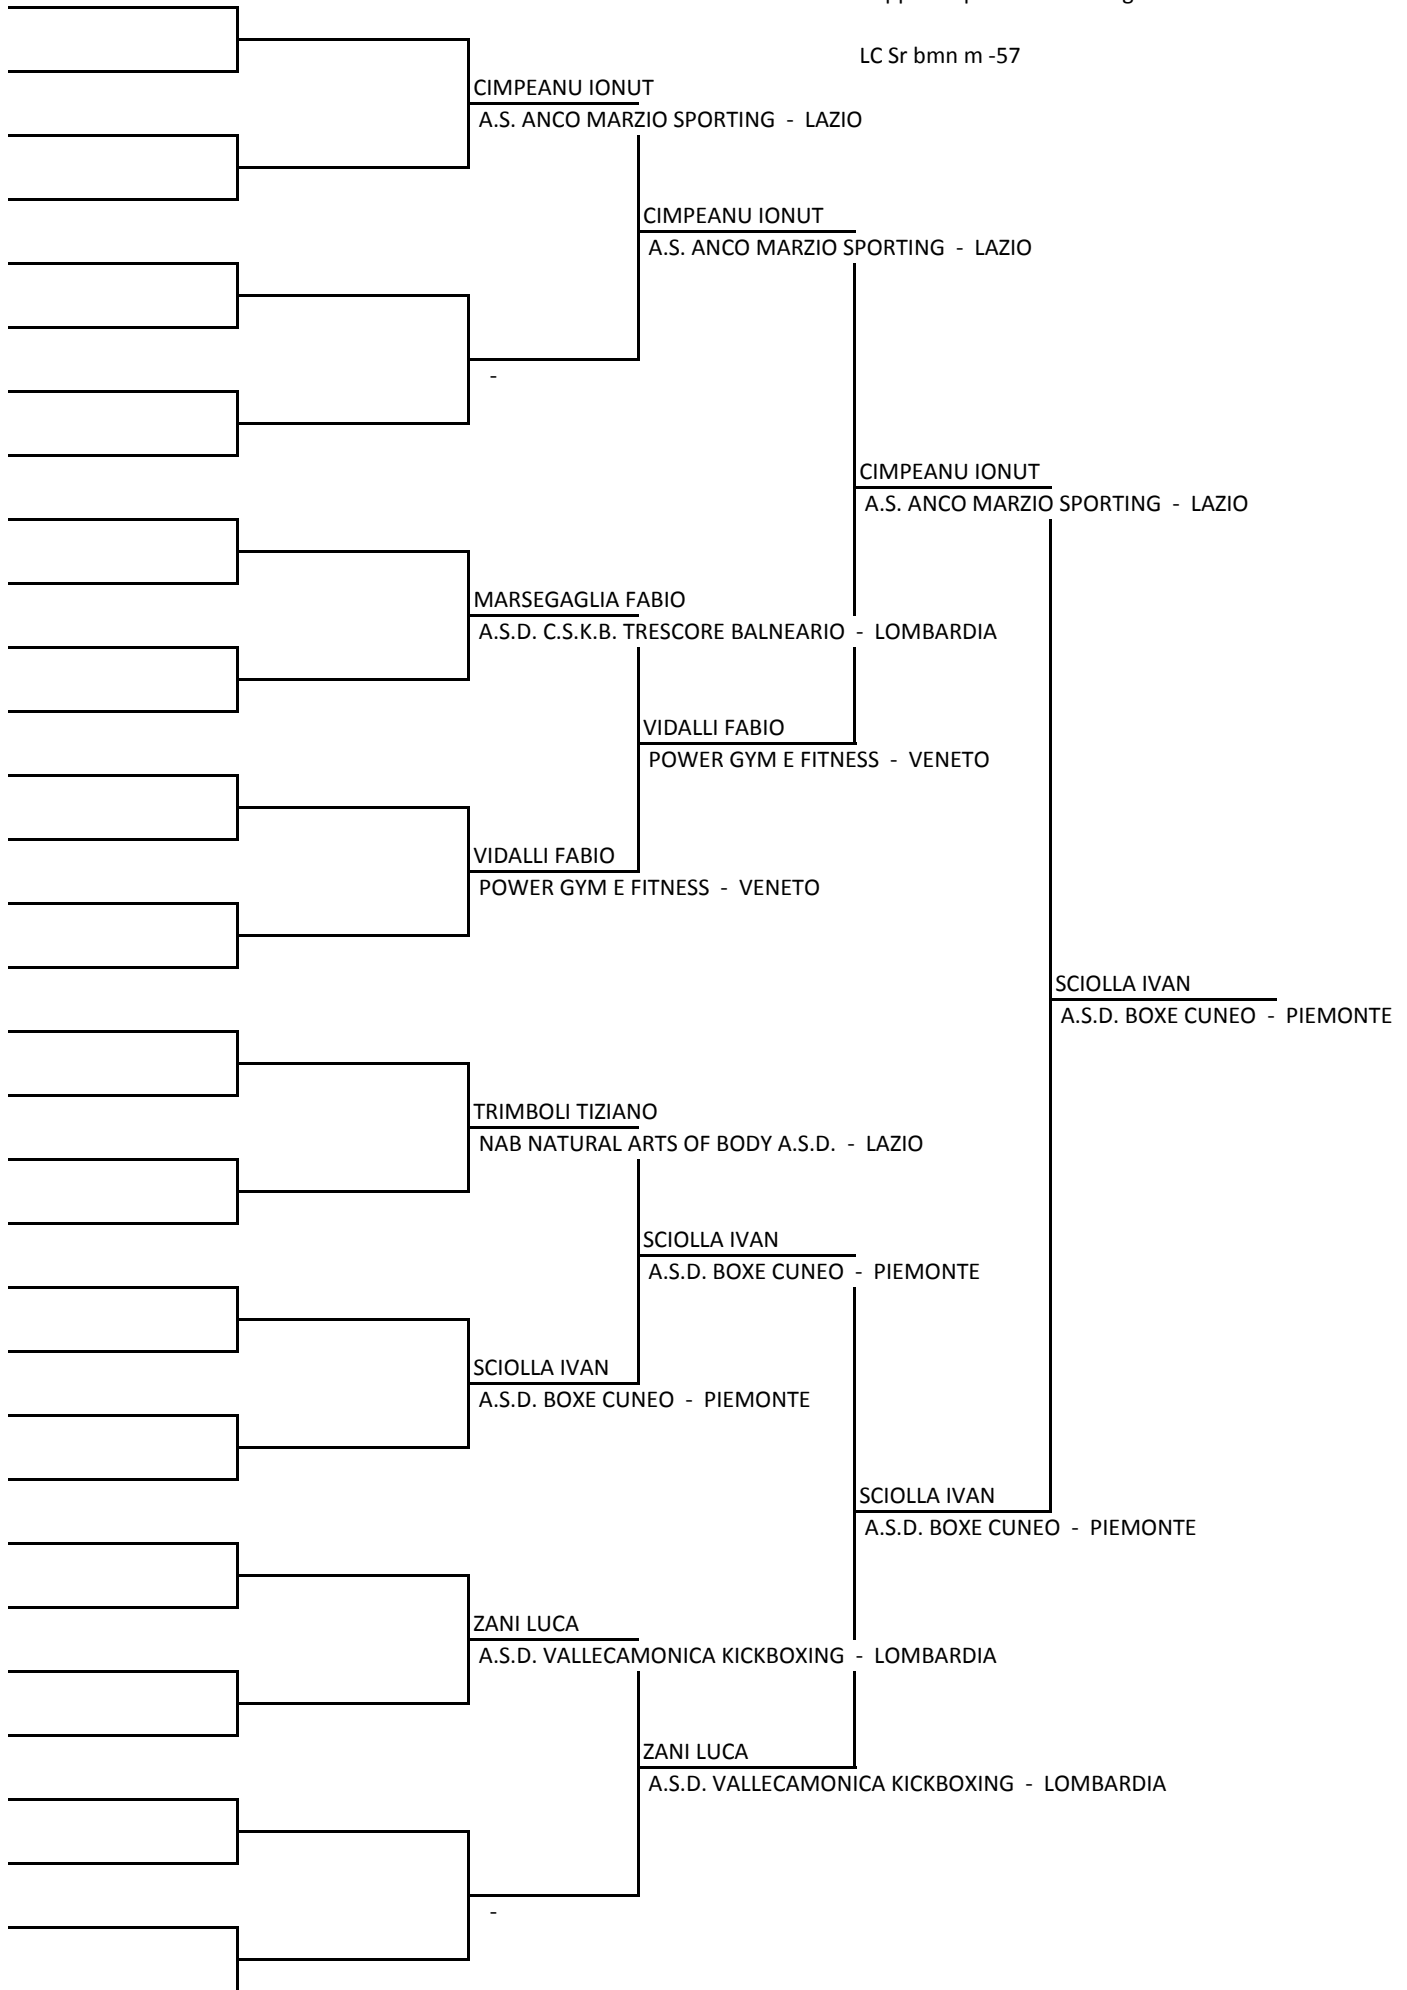 LC Sr bmn m -57
CIMPEANU IONUT
A.S. ANCO MARZIO SPORTING - LAZIO
CIMPEANU IONUT
A.S. ANCO MARZIO SPORTING - LAZIO
-
CIMPEANU IONUT
A.S. ANCO MARZIO SPORTING - LAZIO
MARSEGAGLIA FABIO
A.S.D. C.S.K.B. TRESCORE BALNEARIO - LOMBARDIA
VIDALLI FABIO
POWER GYM E FITNESS - VENETO
VIDALLI FABIO
POWER GYM E FITNESS - VENETO
SCIOLLA IVAN
A.S.D. BOXE CUNEO - PIEMONTE
TRIMBOLI TIZIANO
NAB NATURAL ARTS OF BODY A.S.D. - LAZIO
SCIOLLA IVAN
A.S.D. BOXE CUNEO - PIEMONTE
SCIOLLA IVAN
A.S.D. BOXE CUNEO - PIEMONTE
SCIOLLA IVAN
A.S.D. BOXE CUNEO - PIEMONTE
ZANI LUCA
A.S.D. VALLECAMONICA KICKBOXING - LOMBARDIA
ZANI LUCA
A.S.D. VALLECAMONICA KICKBOXING - LOMBARDIA
-